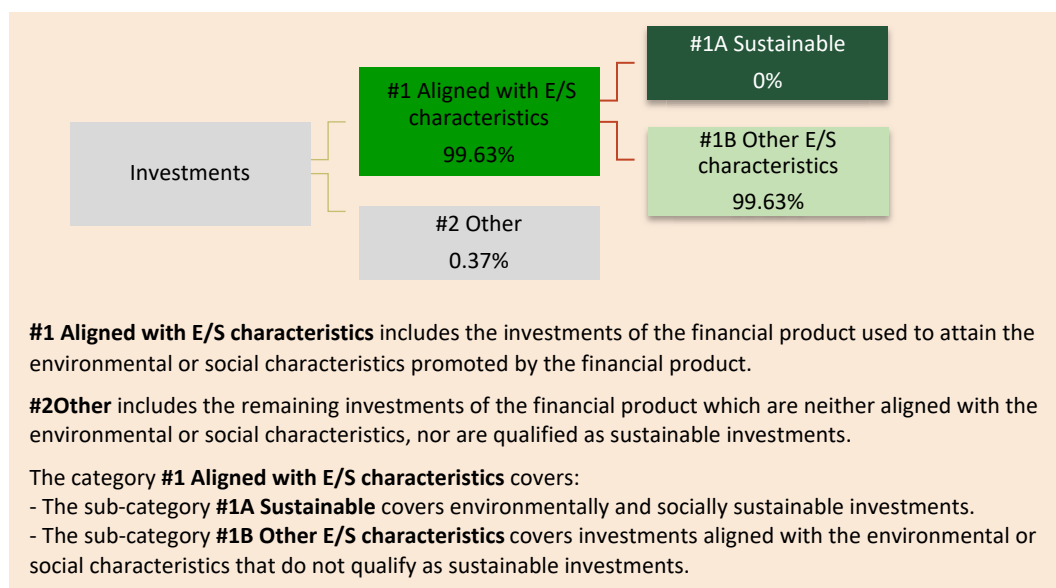 Investments
#1 Aligned with E/S
characteristics
99.63%
#2 Other
0.37%
#1A Sustainable
0%
#1B Other E/S
characteristics
99.63%
#1 Aligned with E/S characteristics includes the investments of the financial product used to attain the
environmental or social characteristics promoted by the financial product.
#2Other includes the remaining investments of the financial product which are neither aligned with the
environmental or social characteristics, nor are qualified as sustainable investments.
The category #1 Aligned with E/S characteristics covers:
- The sub-category #1A Sustainable covers environmentally and socially sustainable investments.
- The sub-category #1B Other E/S characteristics covers investments aligned with the environmental or
social characteristics that do not qualify as sustainable investments.